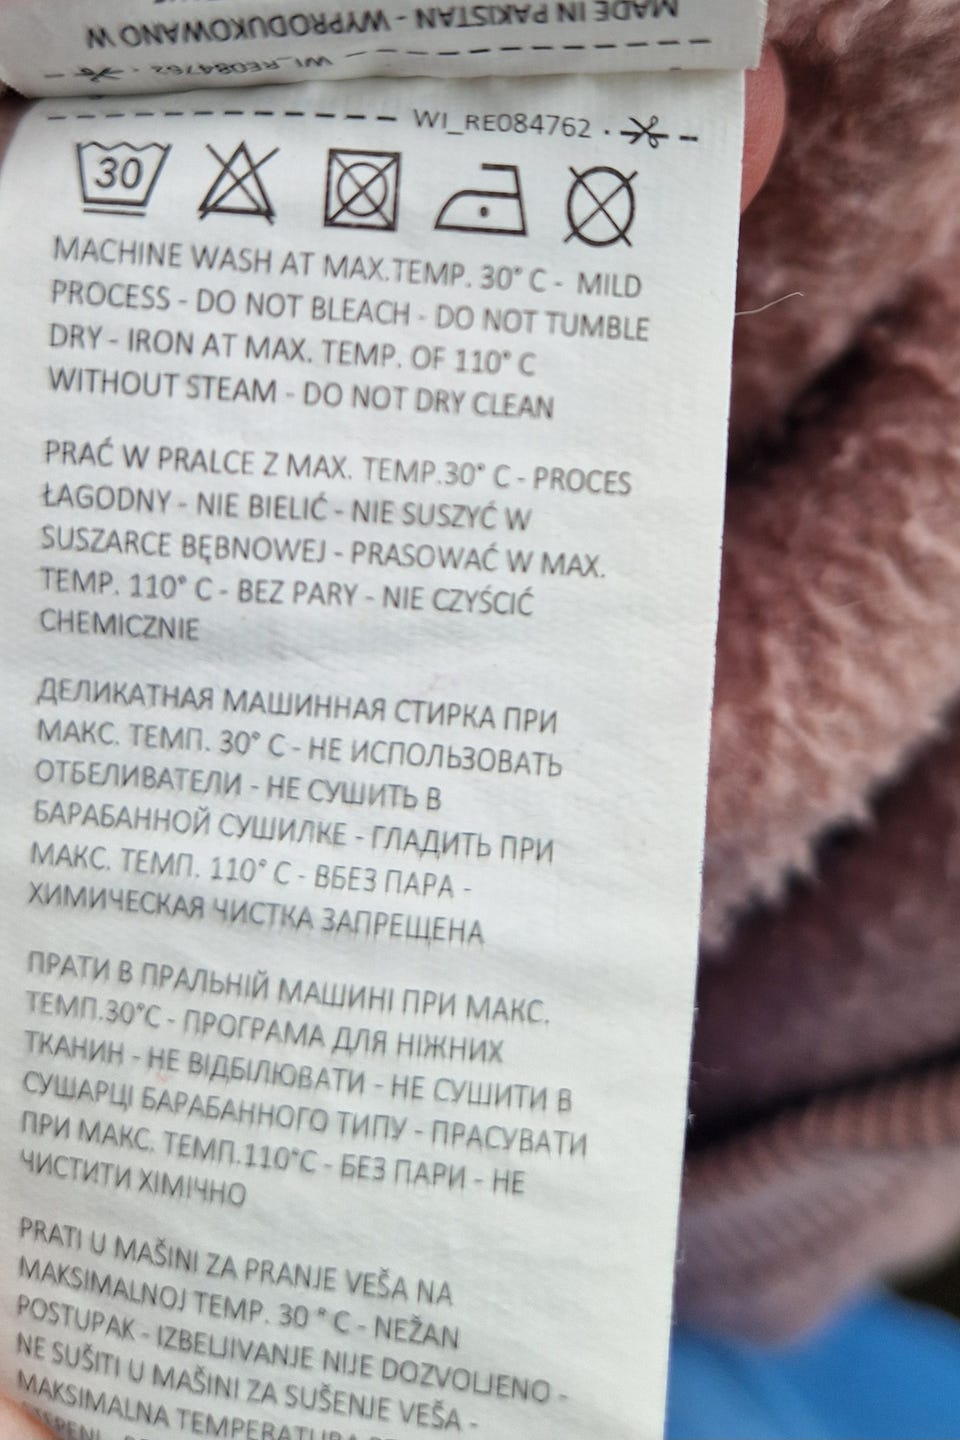 MADE IN PAKISTAN - WYPRODUKOWANO W
WI_RE084762
WI_RE084762
30
MACHINE WASH AT MAX.TEMP. 30° C - MILD
PROCESS - DO NOT BLEACH - DO NOT TUMBLE
DRY - IRON AT MAX. TEMP. OF 110° C
WITHOUT STEAM - DO NOT DRY CLEAN
PRAĆ W PRALCE Z MAX. TEMP.30° C - PROCES
ŁAGODNY - NIE BIELIĆ - NIE SUSZYĆ W
SUSZARCE BĘBNOWEJ - PRASOWAĆ W MAX.
TEMP. 110° C - BEZ PARY - NIE CZYŚCIĆ
CHEMICZNIE
ДЕЛИКАТНАЯ МАШИННАЯ СТИРКА ПРИ
МАКС. ТЕМП. 30° C - НЕ ИСПОЛЬЗОВАТЬ
ОТБЕЛИВАТЕЛИ - НЕ СУШИТЬ В
БАРАБАННОЙ СУШИЛКЕ - ГЛАДИТЬ ПРИ
МАКС. ТЕМП. 110° C - ВБЕЗ ПАРА -
ХИМИЧЕСКАЯ ЧИСТКА ЗАПРЕЩЕНА
ПРАТИ В ПРАЛЬНІЙ МАШИНІ ПРИ МАКС.
ТЕМП.30°C - ПРОГРАМА ДЛЯ НІЖНИХ
ТКАНИН - НЕ ВІДБІЛЮВАТИ - НЕ СУШИТИ В
СУШАРЦІ БАРАБАННОГО ТИПУ - ПРАСУВАТИ
ПРИ МАКС. ТЕМП.110°C - БЕЗ ПАРИ - НЕ
ЧИСТИТИ ХІМІЧНО
PRATI U MAŠINI ZA PRANJE VEŠA NA
MAKSIMALNOJ TEMP. 30 ° C - NEŽAN
POSTUPAK - IZBELJIVANJE NIJE DOZVOLJENO -
NE SUŠITI U MAŠINI ZA SUŠENJE VEŠA -
MAKSIMALNA TEMPERATURA